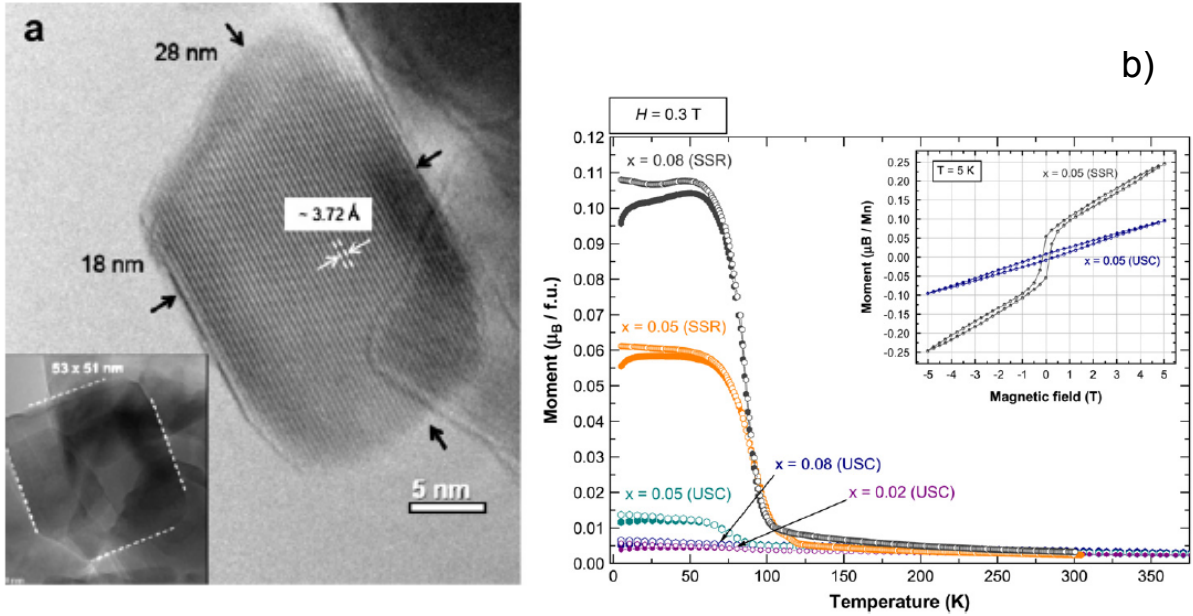 a
28 nm
~ 3.72 Å
18 nm
53 x 51 nm
5 nm
b)
H = 0.3 T
0.12
0.11
0.10
0.09
0.08
0.07
0.06
0.05
0.04
0.03
0.02
0.01
0.00
Moment (μB / f.u.)
x = 0.08 (SSR)
x = 0.05 (SSR)
x = 0.08 (USC)
x = 0.05 (USC)
x = 0.02 (USC)
0 50 100 150 200 250 300 350
Temperature (K)
T = 5 K
x = 0.05 (SSR)
x = 0.05 (USC)
0.25
0.20
0.15
0.10
0.05
0.00
-0.05
-0.10
-0.15
-0.20
-0.25
Moment (μB / Mn)
-5 -4 -3 -2 -1 0 1 2 3 4 5
Magnetic field (T)